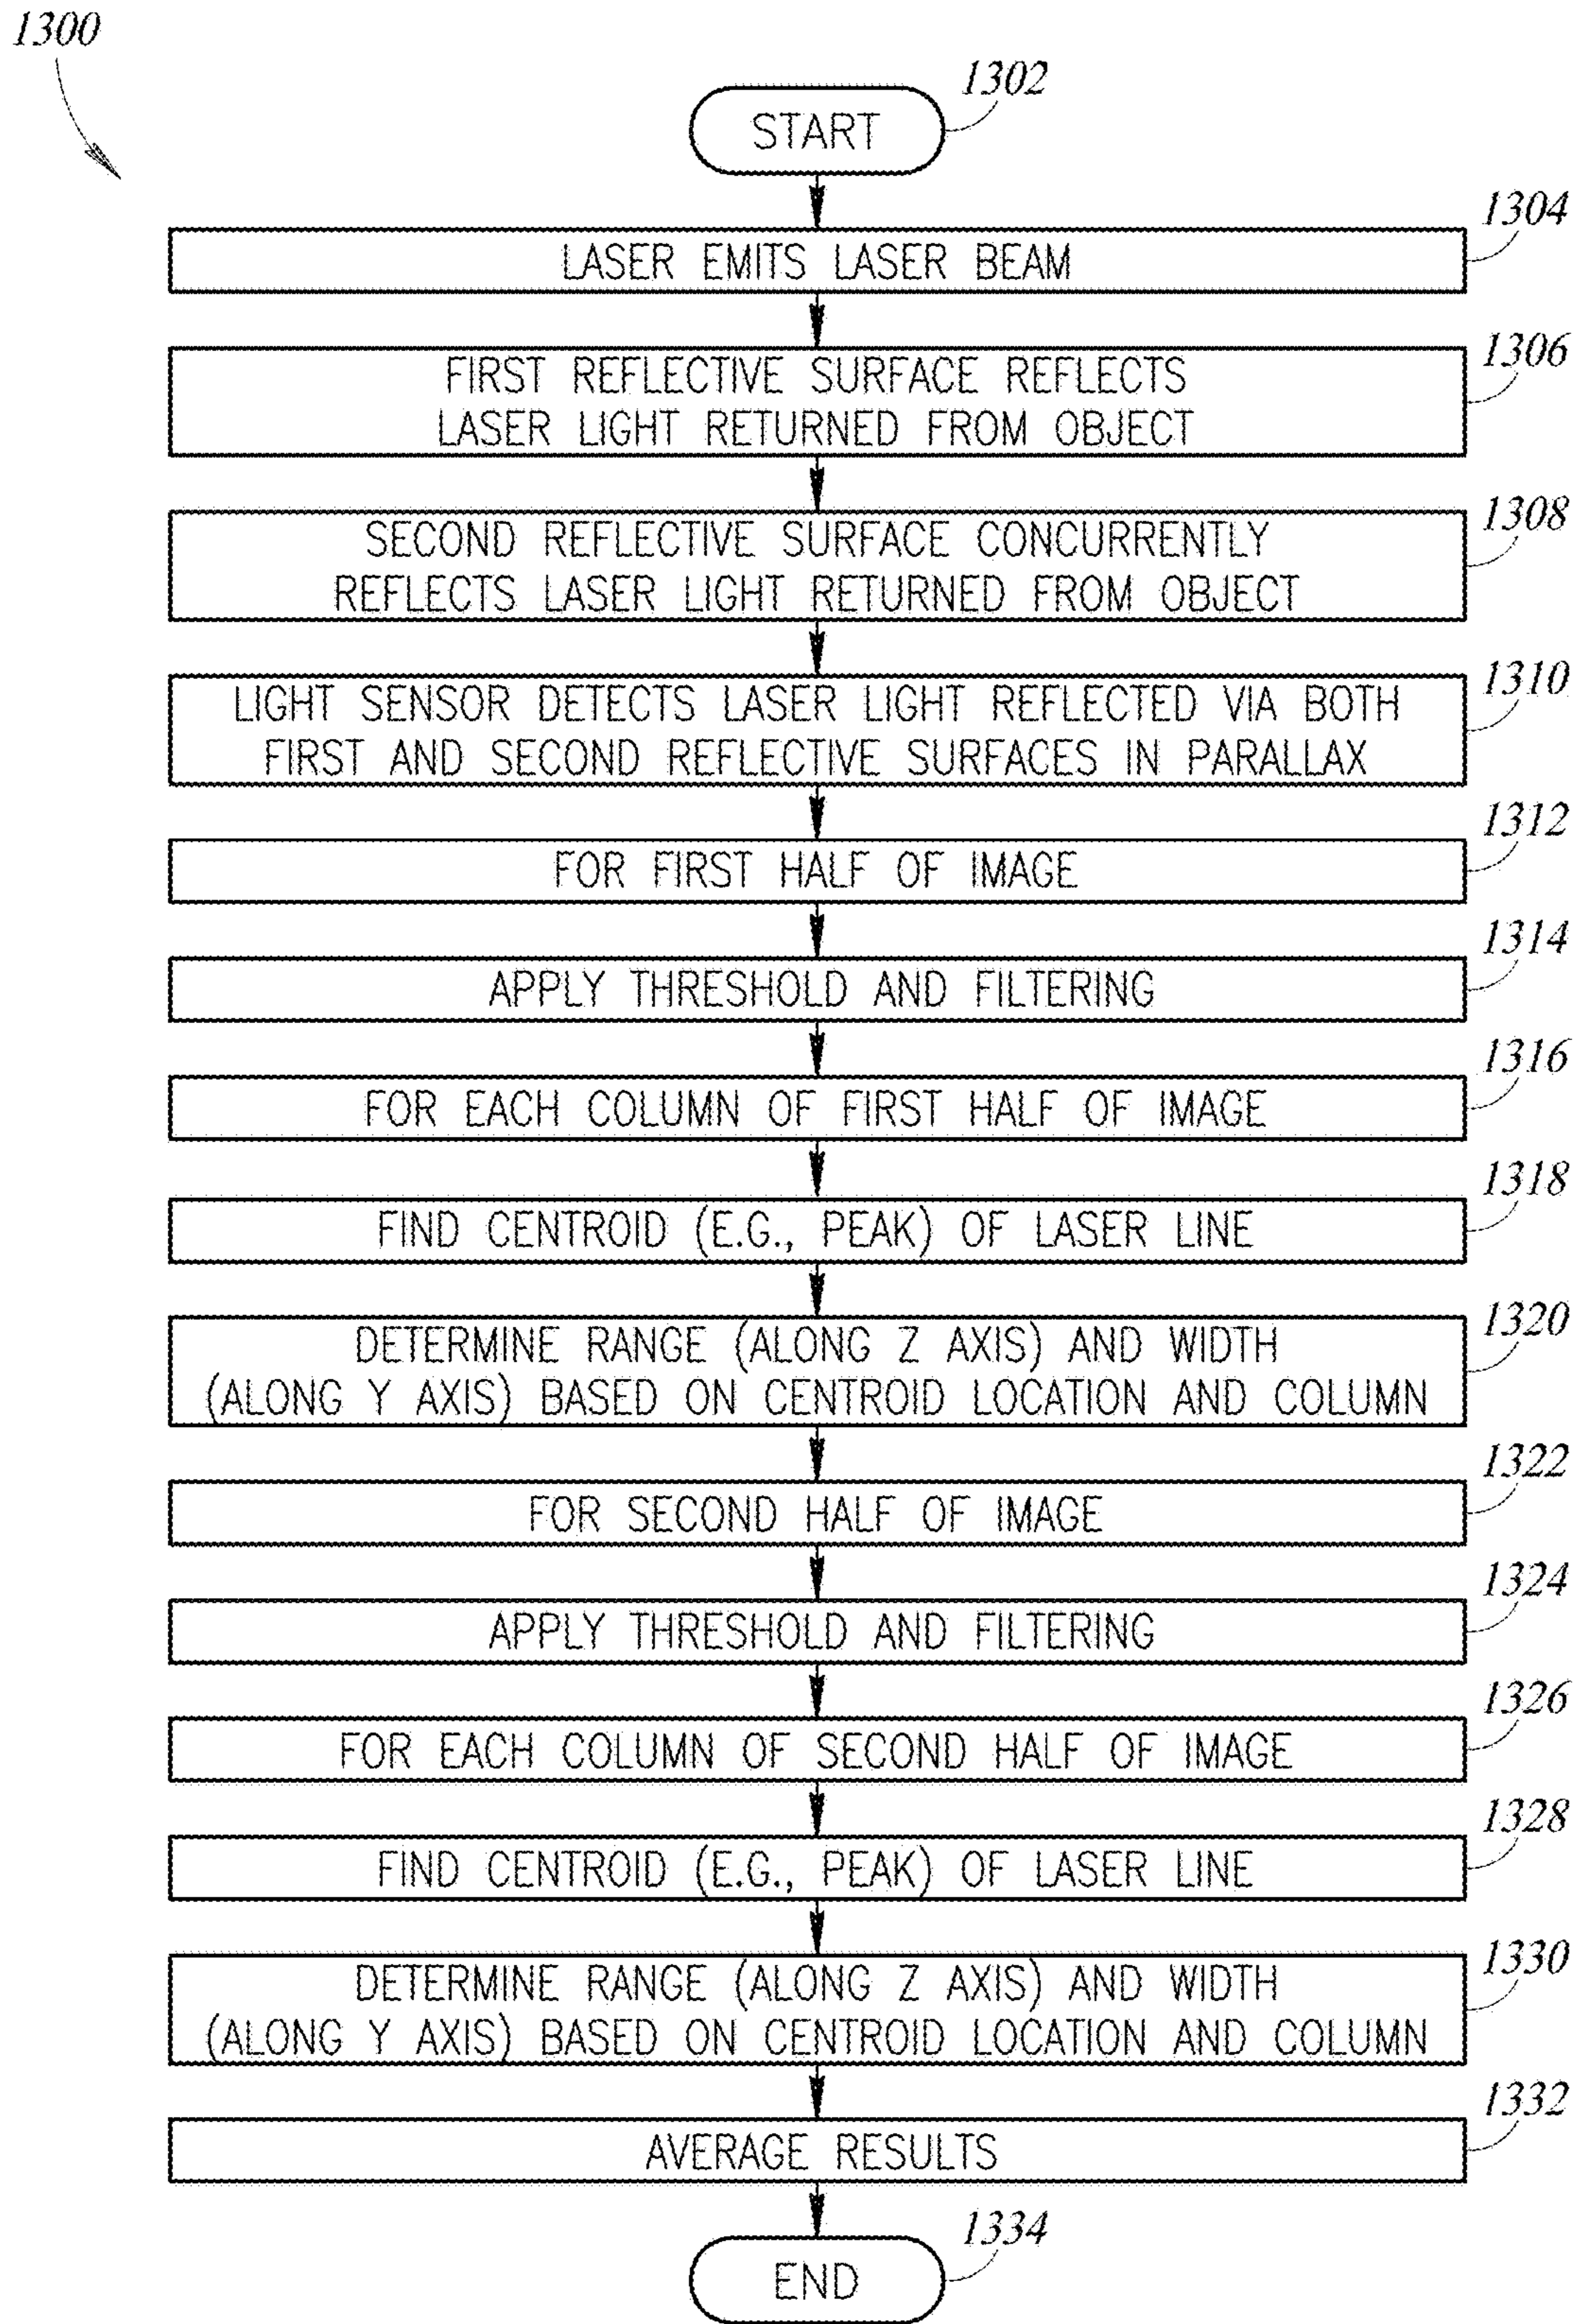 1300
1302
START
1304
LASER EMITS LASER BEAM
1306
FIRST REFLECTIVE SURFACE REFLECTS
LASER LIGHT RETURNED FROM OBJECT
1308
SECOND REFLECTIVE SURFACE CONCURRENTLY
REFLECTS LASER LIGHT RETURNED FROM OBJECT
1310
LIGHT SENSOR DETECTS LASER LIGHT REFLECTED VIA BOTH
FIRST AND SECOND REFLECTIVE SURFACES IN PARALLAX
1312
FOR FIRST HALF OF IMAGE
1314
APPLY THRESHOLD AND FILTERING
1316
FOR EACH COLUMN OF FIRST HALF OF IMAGE
1318
FIND CENTROID (E.G., PEAK) OF LASER LINE
1320
DETERMINE RANGE (ALONG Z AXIS) AND WIDTH
(ALONG Y AXIS) BASED ON CENTROID LOCATION AND COLUMN
1322
FOR SECOND HALF OF IMAGE
1324
APPLY THRESHOLD AND FILTERING
1326
FOR EACH COLUMN OF SECOND HALF OF IMAGE
1328
FIND CENTROID (E.G., PEAK) OF LASER LINE
1330
DETERMINE RANGE (ALONG Z AXIS) AND WIDTH
(ALONG Y AXIS) BASED ON CENTROID LOCATION AND COLUMN
1332
AVERAGE RESULTS
1334
END